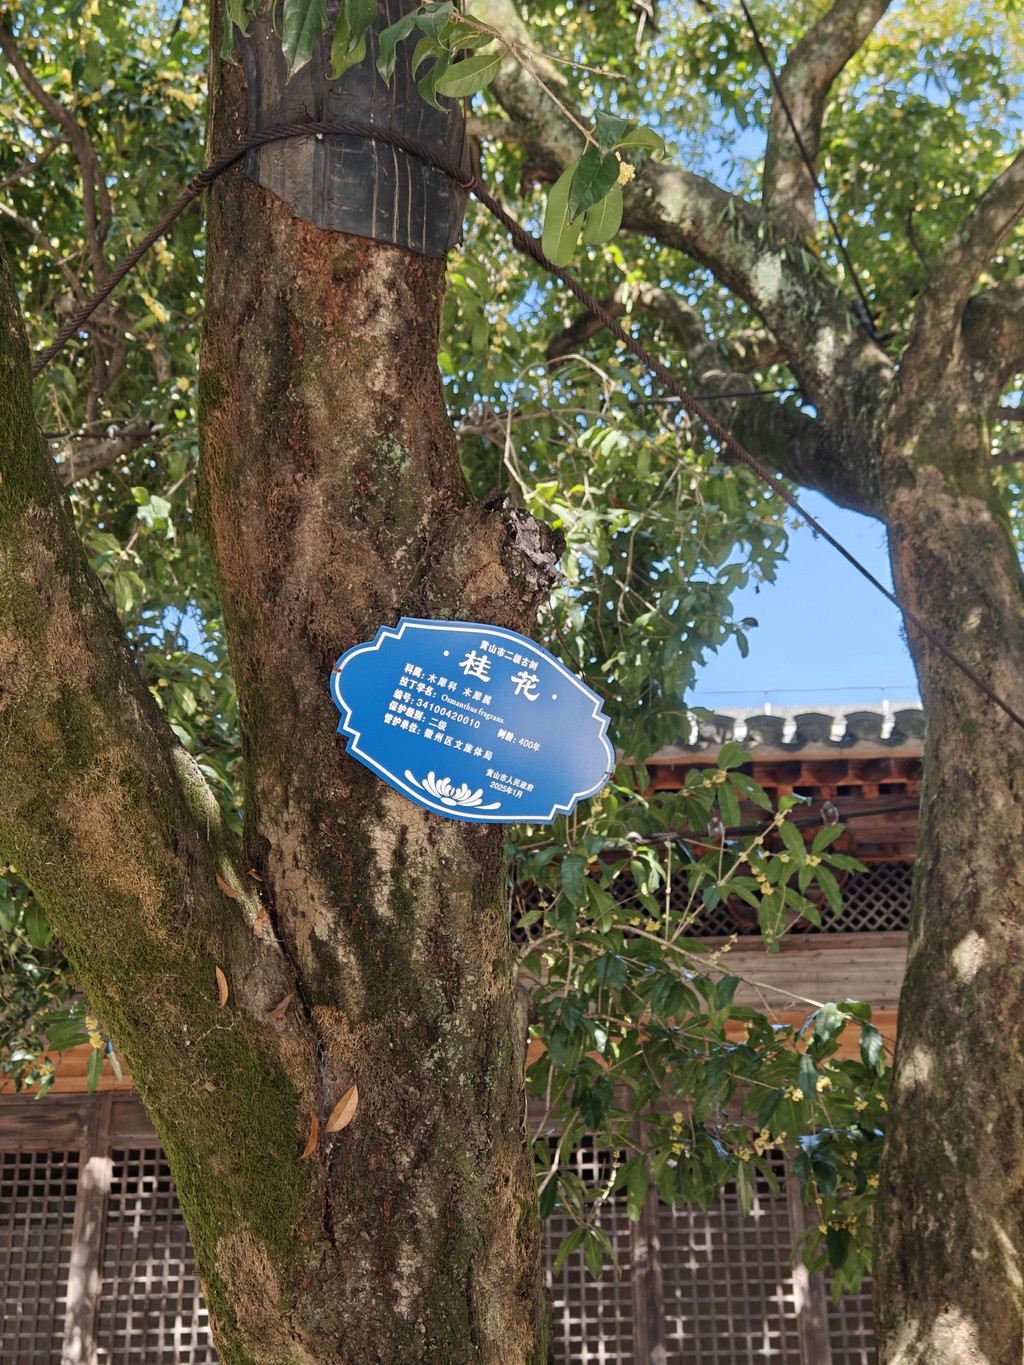 黄山市二级古树
·桂花·
科属：木犀科 木犀属
拉丁学名：Osmanthus fragrans.
编号：34100420010 树龄：400年
保护级别：二级
管护单位：徽州区文旅体局
黄山市人民政府
2025年1月